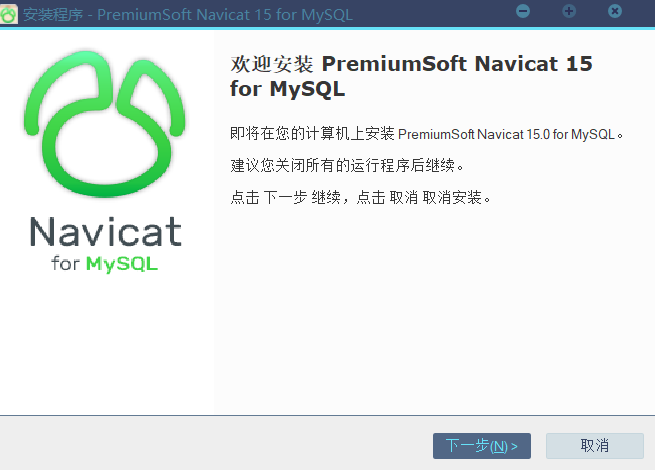 安装程序 - PremiumSoft Navicat 15 for MySQL
Navicat
for MySQL
欢迎安装 PremiumSoft Navicat 15
for MySQL
即将在您的计算机上安装 PremiumSoft Navicat 15.0 for MySQL。
建议您关闭所有的运行程序后继续。
点击 下一步 继续，点击 取消 取消安装。
下一步(N) >
取消